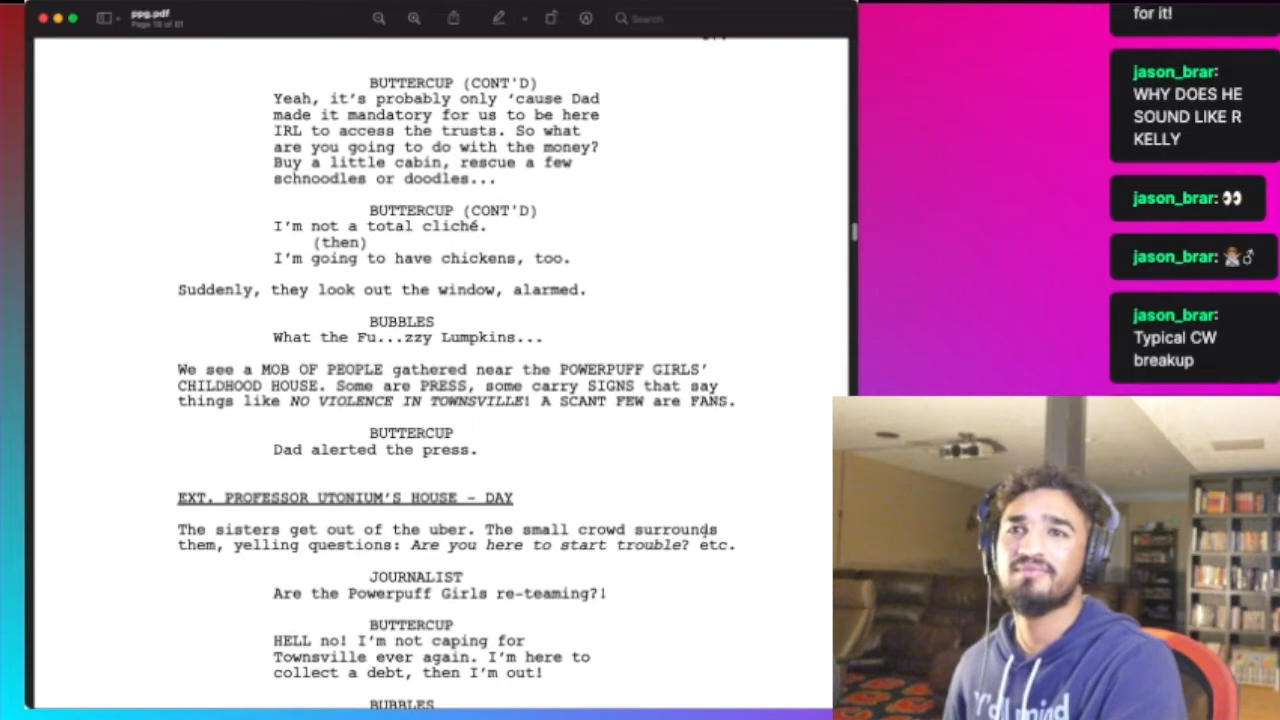 ppg.pdf
Page 19 of 61
Search
BUTTERCUP (CONT'D)
Yeah, it's probably only ‘cause Dad
made it mandatory for us to be here
IRL to access the trusts. So what
are you going to do with the money?
Buy a little cabin, rescue a few
schnoodles or doodles...
BUTTERCUP (CONT'D)
I'm not a total cliché.
(then)
I'm going to have chickens, too.
Suddenly, they look out the window, alarmed.
BUBBLES
What the Fu...zzy Lumpkins...
We see a MOB OF PEOPLE gathered near the POWERPUFF GIRLS’
CHILDHOOD HOUSE. Some are PRESS, some carry SIGNS that say
things like NO VIOLENCE IN TOWNSVILLE! A SCANT FEW are FANS.
BUTTERCUP
Dad alerted the press.
EXT. PROFESSOR UTONIUM’S HOUSE - DAY
The sisters get out of the uber. The small crowd surrounds
them, yelling questions: Are you here to start trouble? etc.
JOURNALIST
Are the Powerpuff Girls re-teaming?!
BUTTERCUP
HELL no! I’m not caping for
Townsville ever again. I’m here to
collect a debt, then I’m out!
BUBBLES
for it!
jason_brar:
WHY DOES HE
SOUND LIKE R
KELLY
jason_brar: 👀
jason_brar:
jason_brar:
Typical CW
breakup